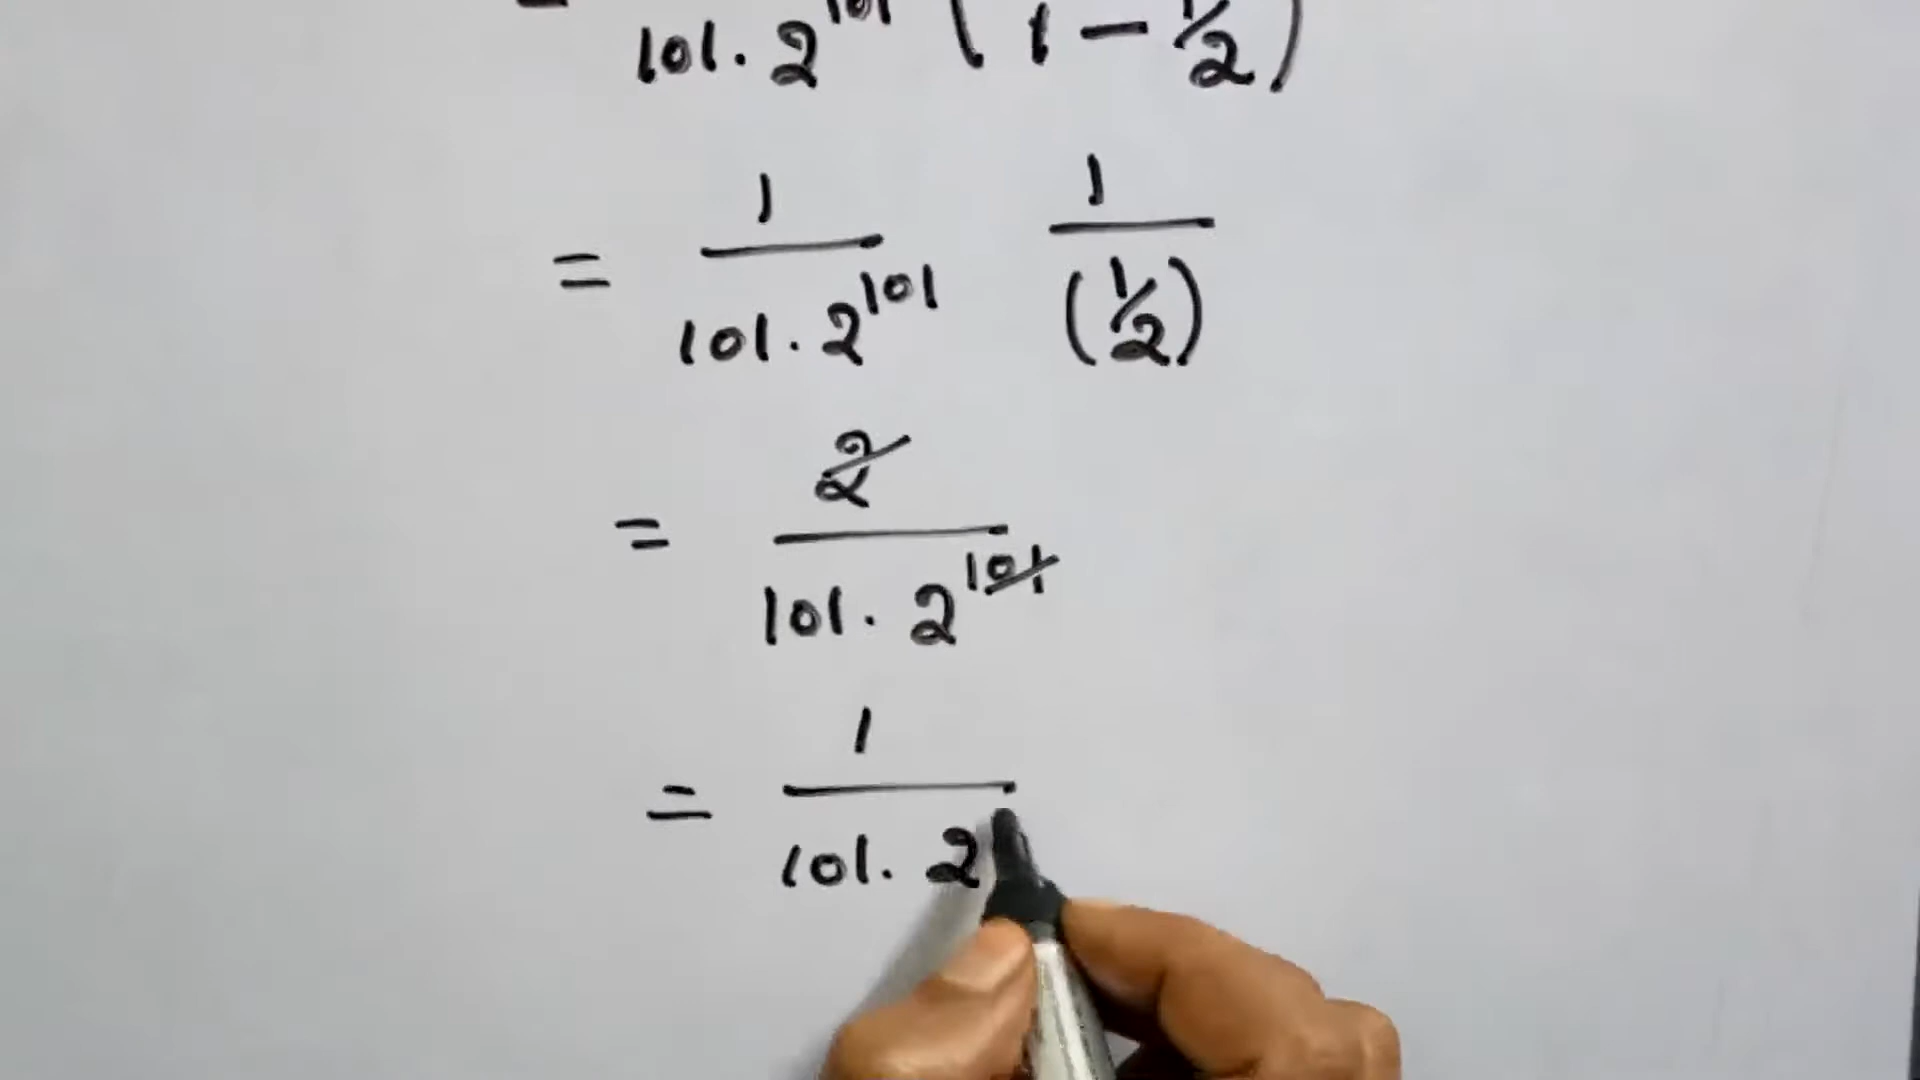 = 101 · 2^101 ( 1 − 1/2 )
= 1 / (101 · 2^101) 1 / (1/2)
= 2 / (101 · 2^101)
= 1 / (101 · 2